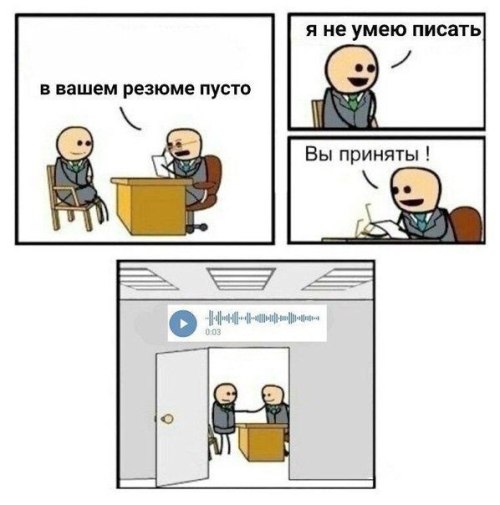 в вашем резюме пусто
я не умею писать
Вы приняты !
0:03